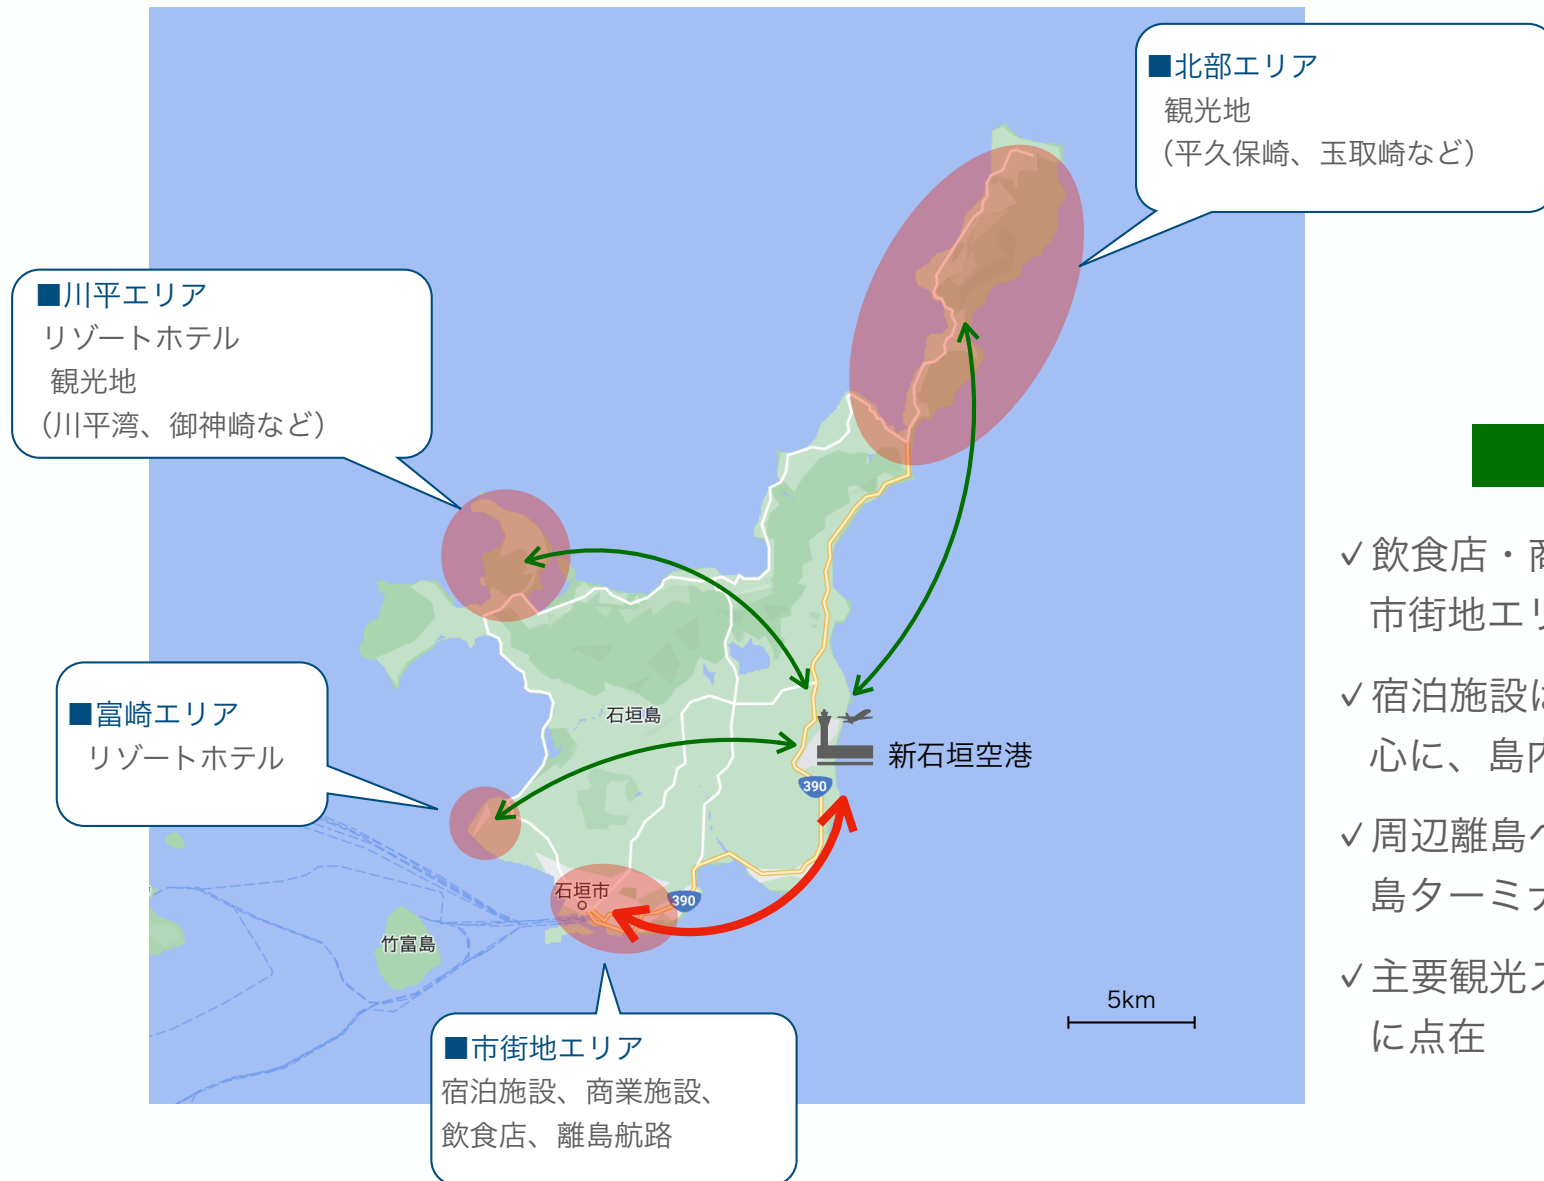 ■北部エリア
観光地
（平久保崎、玉取崎など）
■川平エリア
リゾートホテル
観光地
（川平湾、御神崎など）
■富崎エリア
リゾートホテル
石垣島
新石垣空港
390
石垣市
390
竹富島
5km
■市街地エリア
宿泊施設、商業施設、
飲食店、離島航路
✓飲食店・商
市街地エリ
✓宿泊施設は
心に、島内
✓周辺離島へ
島ターミナ
✓主要観光ス
に点在